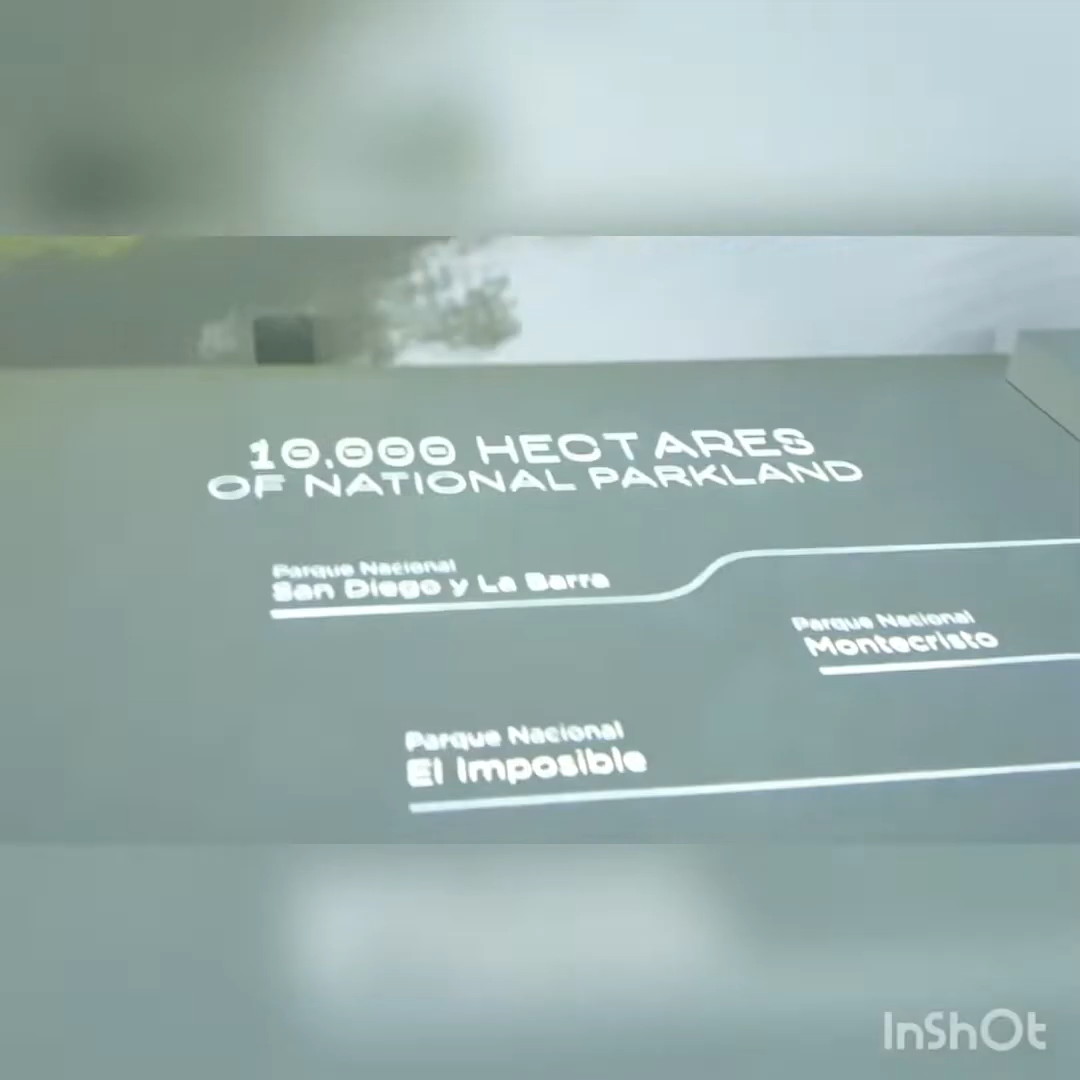 10.000 HECTARES
OF NATIONAL PARKLAND
Parque Nacional
San Diego y La Barra
Parque Nacional
Montecristo
Parque Nacional
El Imposible
InShOt